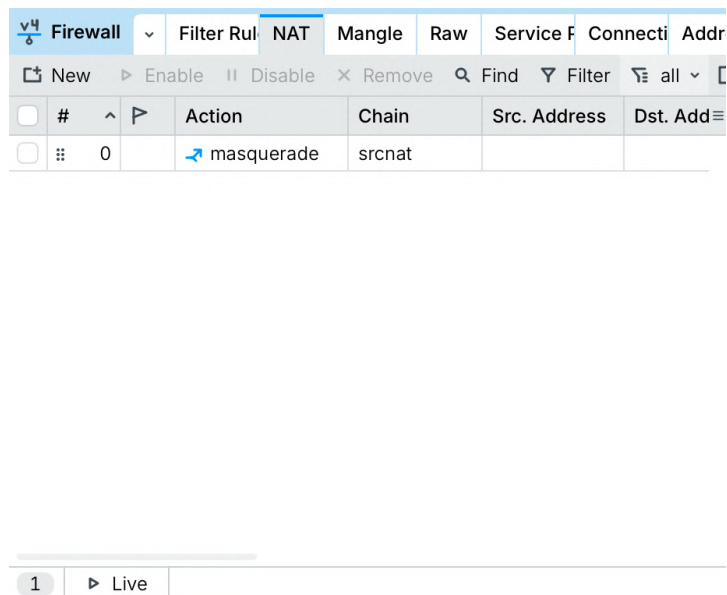 v4 Firewall Filter Rul NAT Mangle Raw Service Connecti Addr
New Enable Disable Remove Find Filter all
# Action Chain Src. Address Dst. Add
0 masquerade srcnat
1 Live